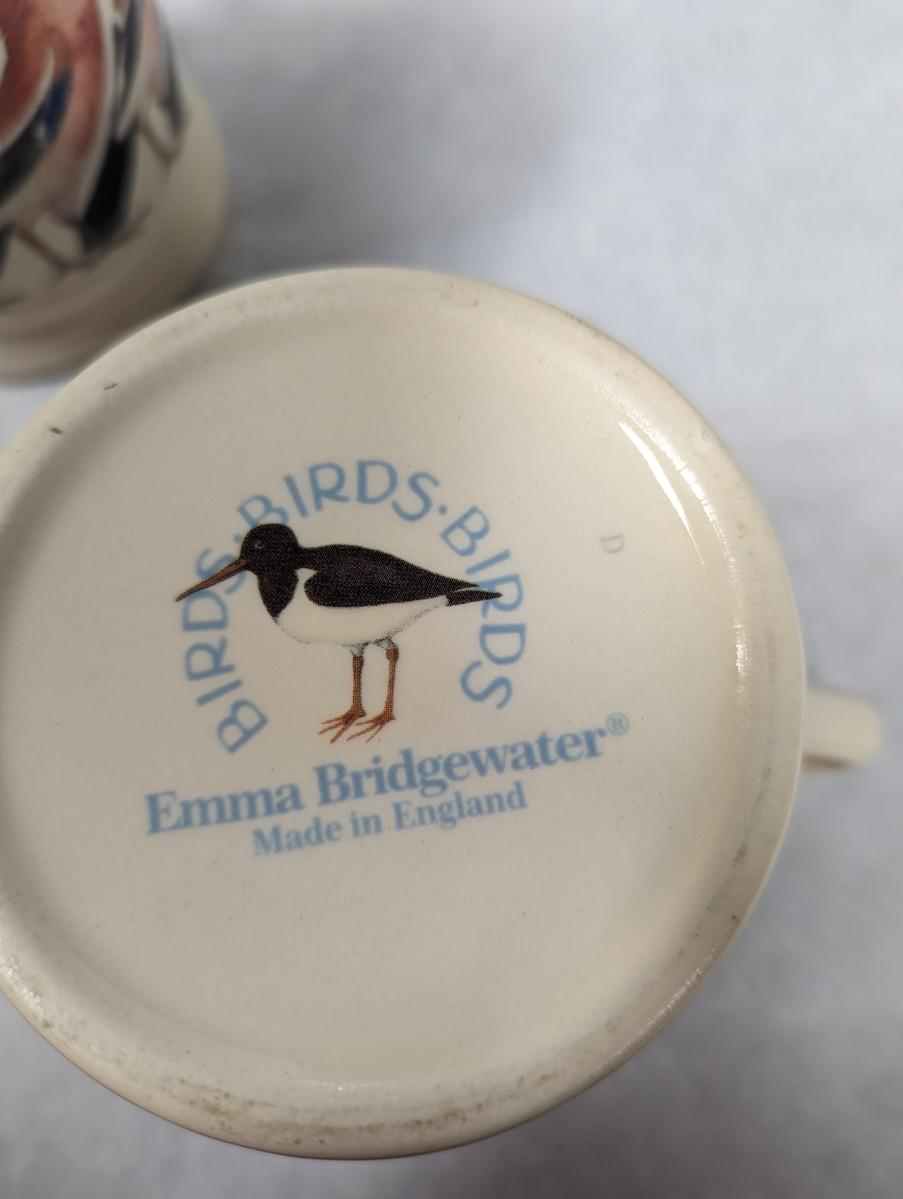 BIRDS·BIRDS·BIRDS
D
Emma Bridgewater®
Made in England